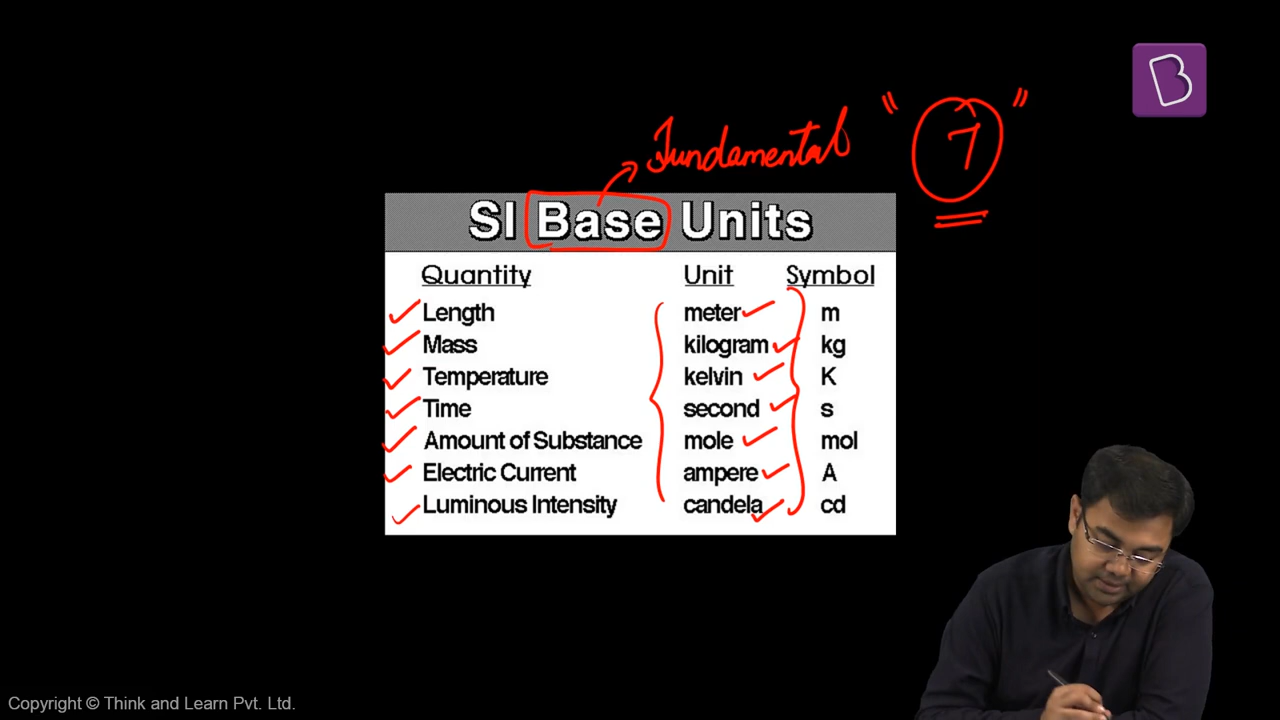 Fundamental " 7 "
SI Base Units
Quantity Unit Symbol
Length meter m
Mass kilogram kg
Temperature kelvin K
Time second s
Amount of Substance mole mol
Electric Current ampere A
Luminous Intensity candela cd
B
Copyright © Think and Learn Pvt. Ltd.